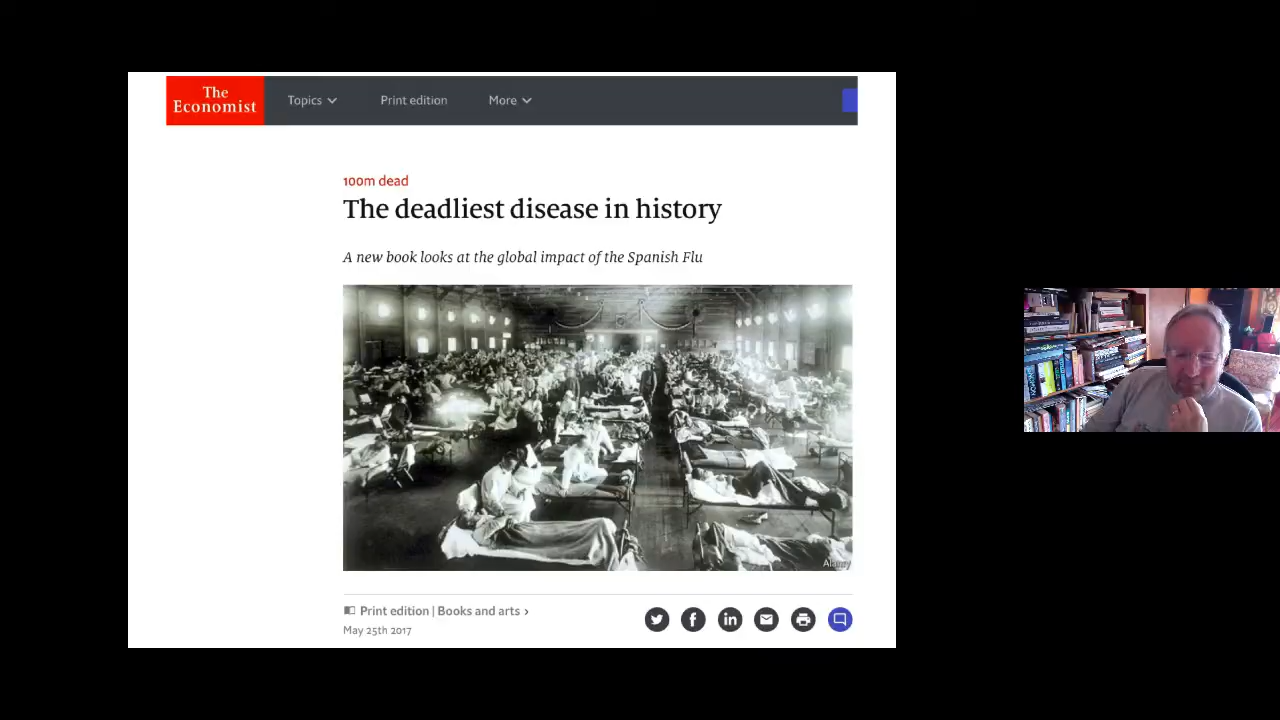 The
Economist
Topics
Print edition
More
100m dead
The deadliest disease in history
A new book looks at the global impact of the Spanish Flu
Alamy
Print edition | Books and arts ›
May 25th 2017